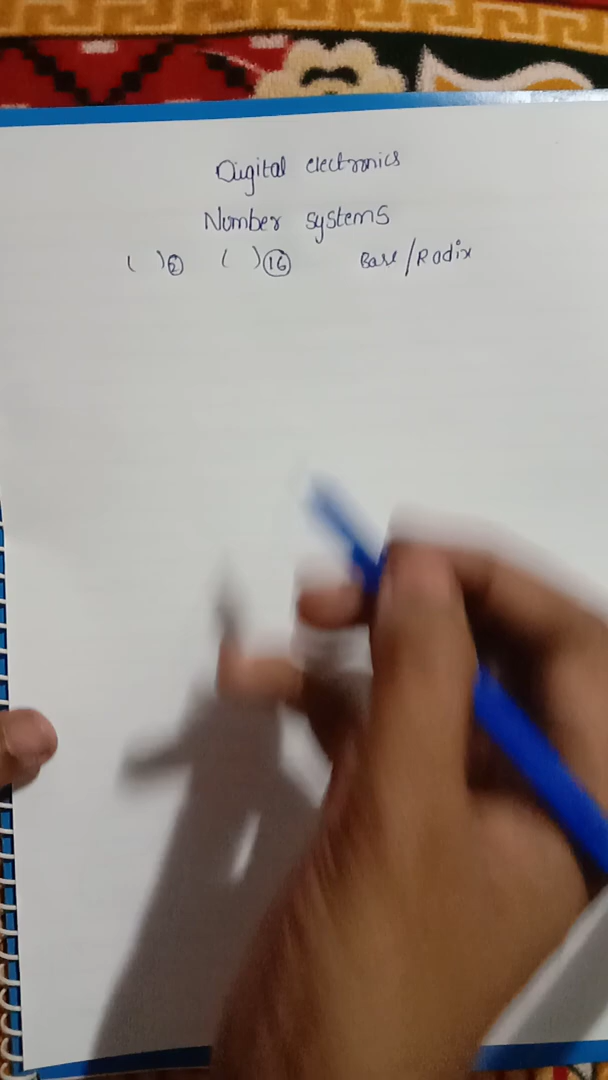 Digital electronics
Number systems
( )2 ( )16 Base/Radix